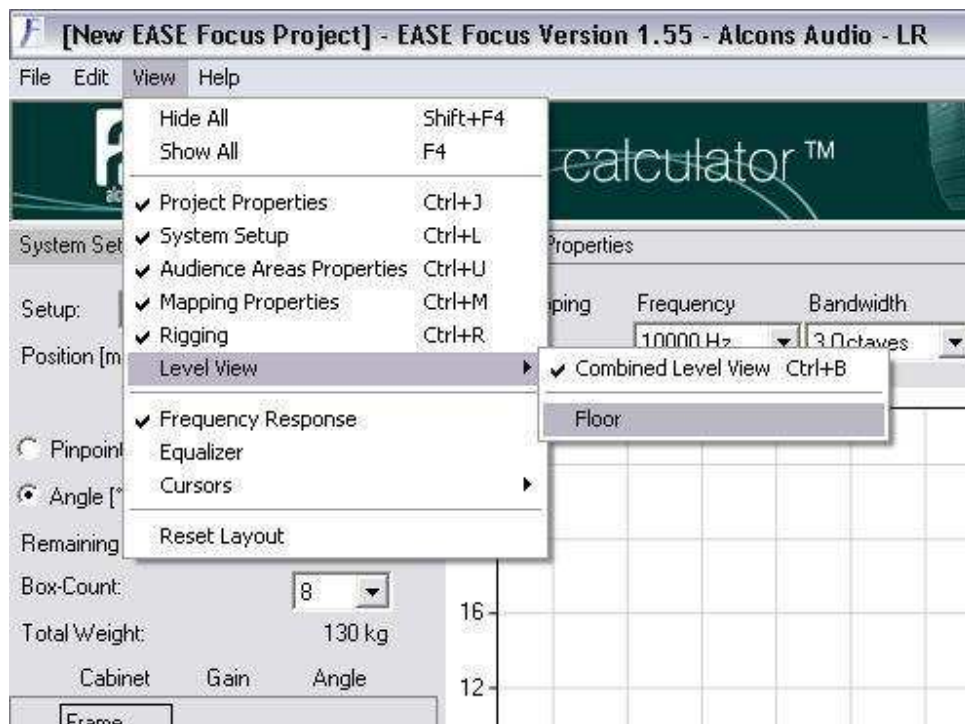 [New EASE Focus Project] - EASE Focus Version 1.55 - Alcons Audio - LR
File Edit View Help
calculator™
Hide All Shift+F4
Show All F4
Project Properties Ctrl+J
System Setup Ctrl+L
Audience Areas Properties Ctrl+U
Mapping Properties Ctrl+M
Rigging Ctrl+R
Level View
Frequency Response
Equalizer
Cursors
Reset Layout
Combined Level View Ctrl+B
Floor
System Set
Properties
Setup:
Frequency Bandwidth
10000 Hz 3 Octaves
Position [m
Pinpoint
Angle [°
Remaining
Box-Count: 8
Total Weight: 130 kg
Cabinet Gain Angle
Frame
16
12